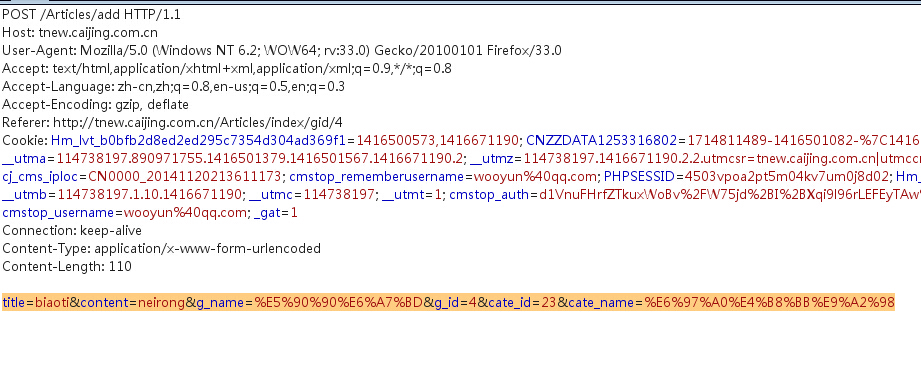 POST /Articles/add HTTP/1.1
Host: tnew.caijing.com.cn
User-Agent: Mozilla/5.0 (Windows NT 6.2; WOW64; rv:33.0) Gecko/20100101 Firefox/33.0
Accept: text/html,application/xhtml+xml,application/xml;q=0.9,*/*;q=0.8
Accept-Language: zh-cn,zh;q=0.8,en-us;q=0.5,en;q=0.3
Accept-Encoding: gzip, deflate
Referer: http://tnew.caijing.com.cn/Articles/index/gid/4
Cookie: Hm_lvt_b0bfb2d8ed2ed295c7354d304ad369f1=1416500573,1416671190; CNZZDATA1253316802=1714811489-1416501082-%7C1416
__utma=114738197.890971755.1416501379.1416501567.1416671190.2; __utmz=114738197.1416671190.2.2.utmcsr=tnew.caijing.com.cn|utmccn
cj_cms_iploc=CN0000_20141120213611173; cmstop_rememberusername=wooyun%40qq.com; PHPSESSID=4503vpoa2pt5m04kv7um0j8d02; Hm_
__utmb=114738197.1.10.1416671190; __utmc=114738197; __utmt=1; cmstop_auth=d1VnuFHrfZTkuxWoBv%2FW75jd%2BI%2BXqi9I96rLEFEyTAw%
cmstop_username=wooyun%40qq.com; _gat=1
Connection: keep-alive
Content-Type: application/x-www-form-urlencoded
Content-Length: 110
title=biaoti&content=neirong&g_name=%E5%90%90%E6%A7%BD&g_id=4&cate_id=23&cate_name=%E6%97%A0%E4%B8%BB%E9%A2%98